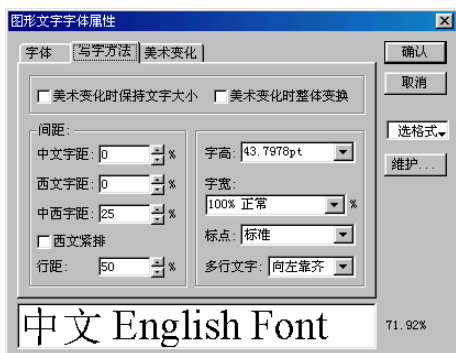 图形文字字体属性
字体 写字方法 美术变化
美术变化时保持文字大小 美术变化时整体变换
间距:
中文字距: 0 %
西文字距: 0 %
中西字距: 25 %
西文紧排
行距: 50 %
字高: 43.7978pt
字宽:
100% 正常 %
标点: 标准
多行文字: 向左靠齐
确认
取消
选格式
维护...
中文 English Font
71.92%